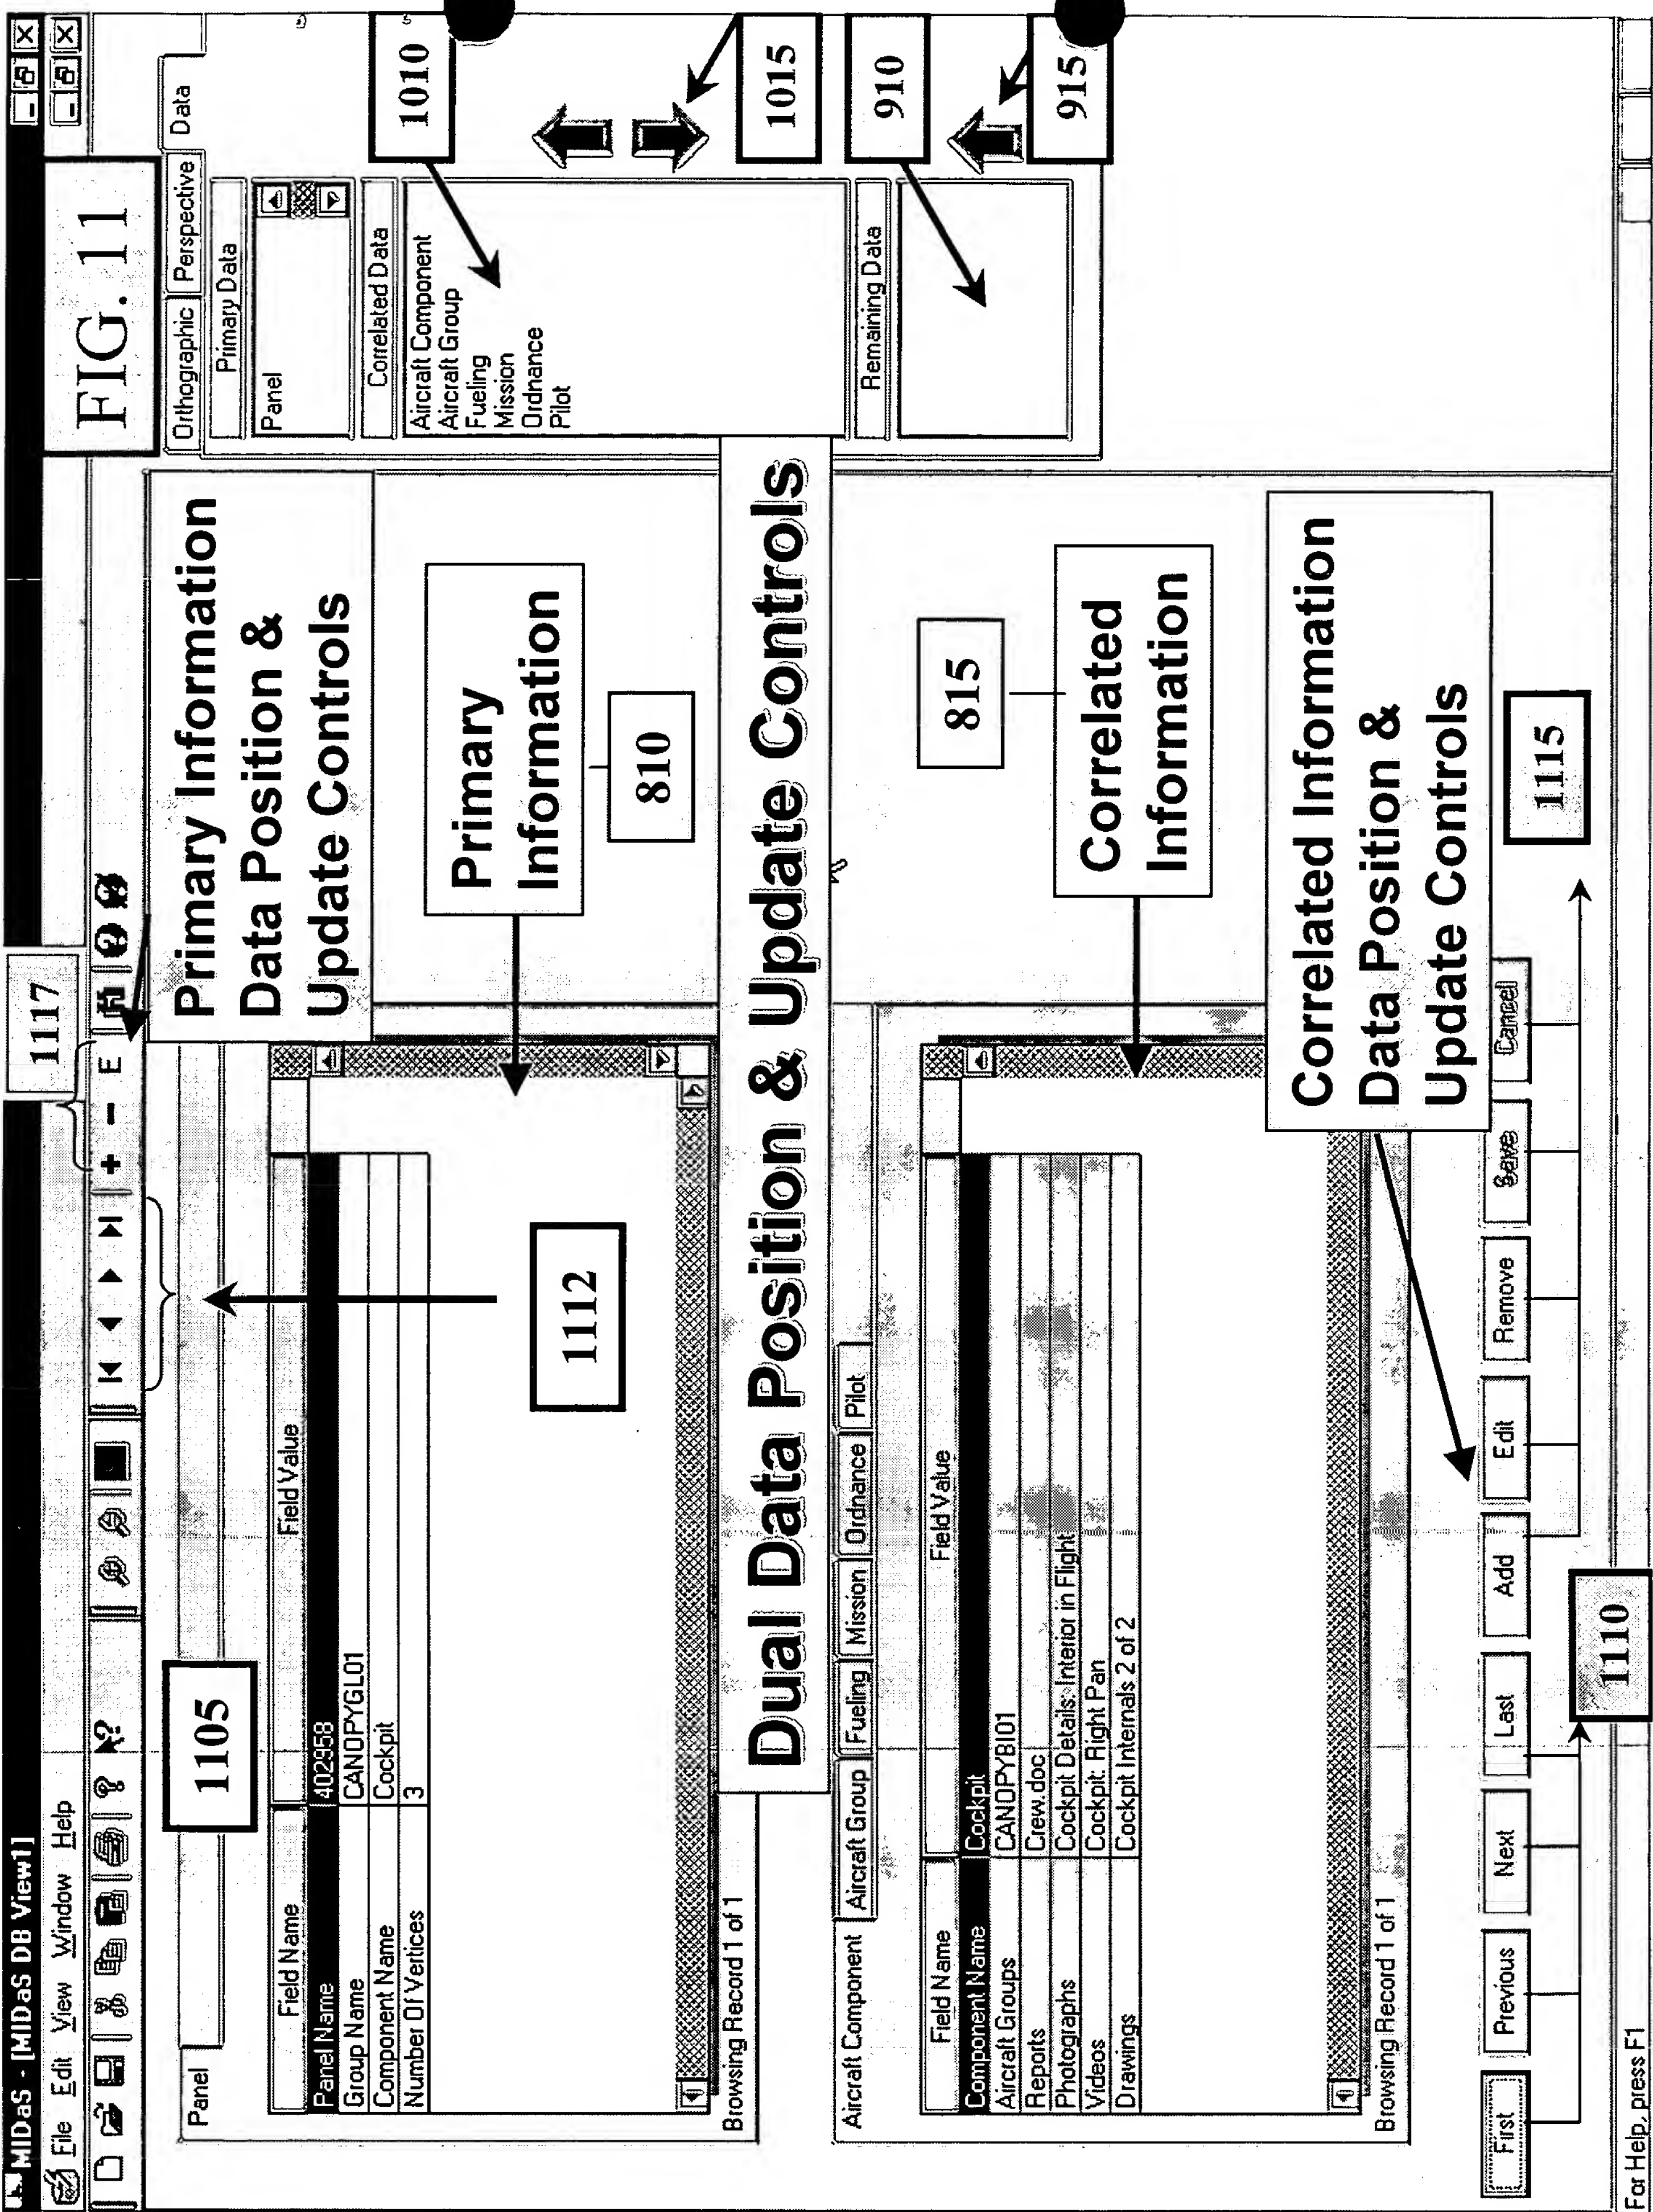 MIDaS - [MIDaS DB View1]
File Edit View Window Help
1117
FIG. 11
+ - E
Panel
1105
Primary Information
Data Position &
Update Controls
Orthographic Perspective Data
Primary Data
Panel
Correlated Data
Aircraft Component
Aircraft Group
Fueling
Mission
Ordnance
Pilot
1010
1015
Remaining Data
910
915
Field Name Field Value
Panel Name 402958
Group Name CANOPYGL01
Component Name Cockpit
Number Of Vertices 3
1112
Primary
Information
810
Browsing Record 1 of 1
Dual Data Position & Update Controls
Aircraft Component Aircraft Group Fueling Mission Ordnance Pilot
Field Name Field Value
Component Name Cockpit
Aircraft Groups CANOPYBI01
Reports Crew.doc
Photographs Cockpit Details: Interior in Flight
Videos Cockpit: Right Pan
Drawings Cockpit Internals 2 of 2
815
Correlated
Information
Browsing Record 1 of 1
Correlated Information
Data Position &
Update Controls
First Previous Next Last Add Edit Remove Save Cancel
1115
1110
For Help, press F1